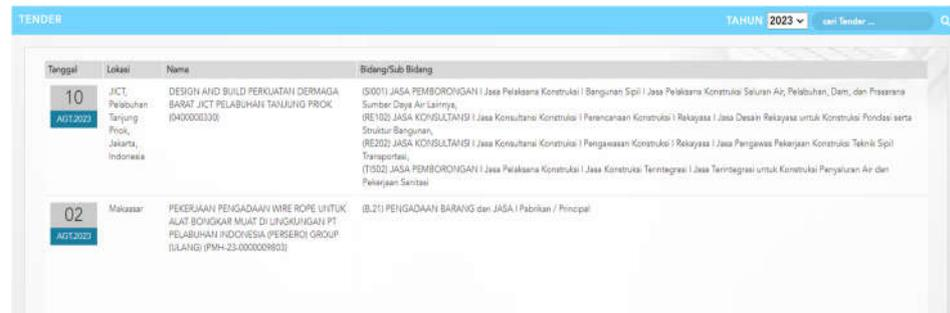 TENDER
TAHUN 2023 cari Tender ...
Tanggal Lokasi Nama Bidang/Sub Bidang
10
AGT.2023
JICT,
Pelabuhan
Tanjung
Priok,
Jakarta,
Indonesia
DESIGN AND BUILD PERKUATAN DERMAGA
BARAT JICT PELABUHAN TANJUNG PRIOK
(0400000330)
(SI001) JASA PEMBORONGAN | Jasa Pelaksana Konstruksi | Bangunan Sipil | Jasa Pelaksana Konstruksi Saluran Air, Pelabuhan, Dam, dan Prasarana
Sumber Daya Air Lainnya,
(RE102) JASA KONSULTANSI | Jasa Konsultansi Konstruksi | Perencanaan Konstruksi | Rekayasa | Jasa Desain Rekayasa untuk Konstruksi Pondasi serta
Struktur Bangunan,
(RE202) JASA KONSULTANSI | Jasa Konsultansi Konstruksi | Pengawasan Konstruksi | Rekayasa | Jasa Pengawas Pekerjaan Konstruksi Teknik Sipil
Transportasi,
(TI502) JASA PEMBORONGAN | Jasa Pelaksana Konstruksi | Jasa Konstruksi Terintegrasi | Jasa Terintegrasi untuk Konstruksi Penyaluran Air dan
Pekerjaan Sanitasi
02
AGT.2023
Makassar
PEKERJAAN PENGADAAN WIRE ROPE UNTUK
ALAT BONGKAR MUAT DI LINGKUNGAN PT
PELABUHAN INDONESIA (PERSERO) GROUP
(ULANG) (PMH-23-0000009803)
(B.21) PENGADAAN BARANG dan JASA | Pabrikan / Principal